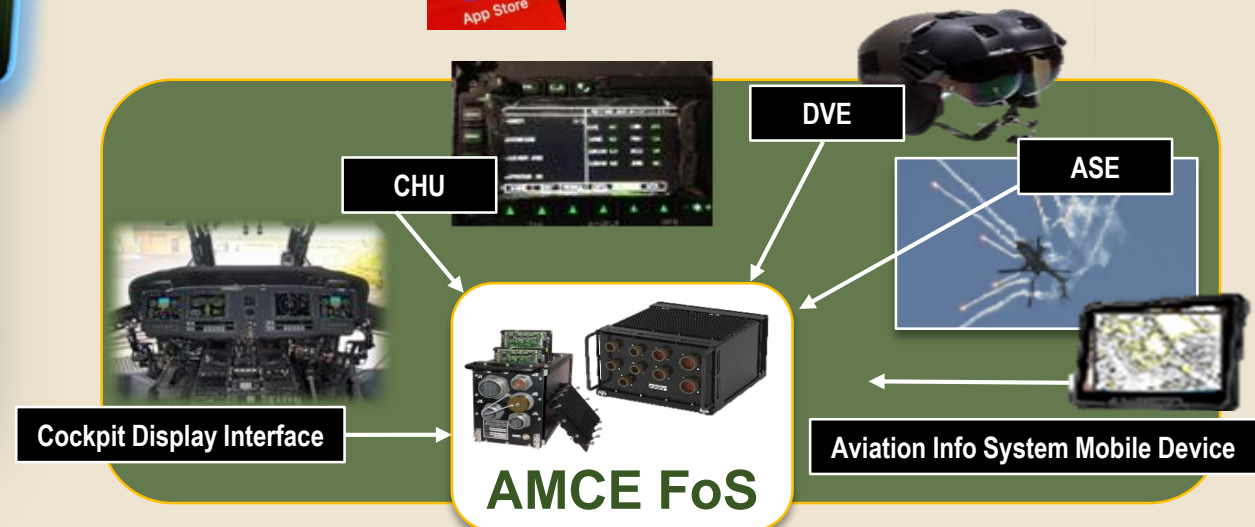 App Store
DVE
ASE
CHU
Cockpit Display Interface
Aviation Info System Mobile Device
AMCE FoS